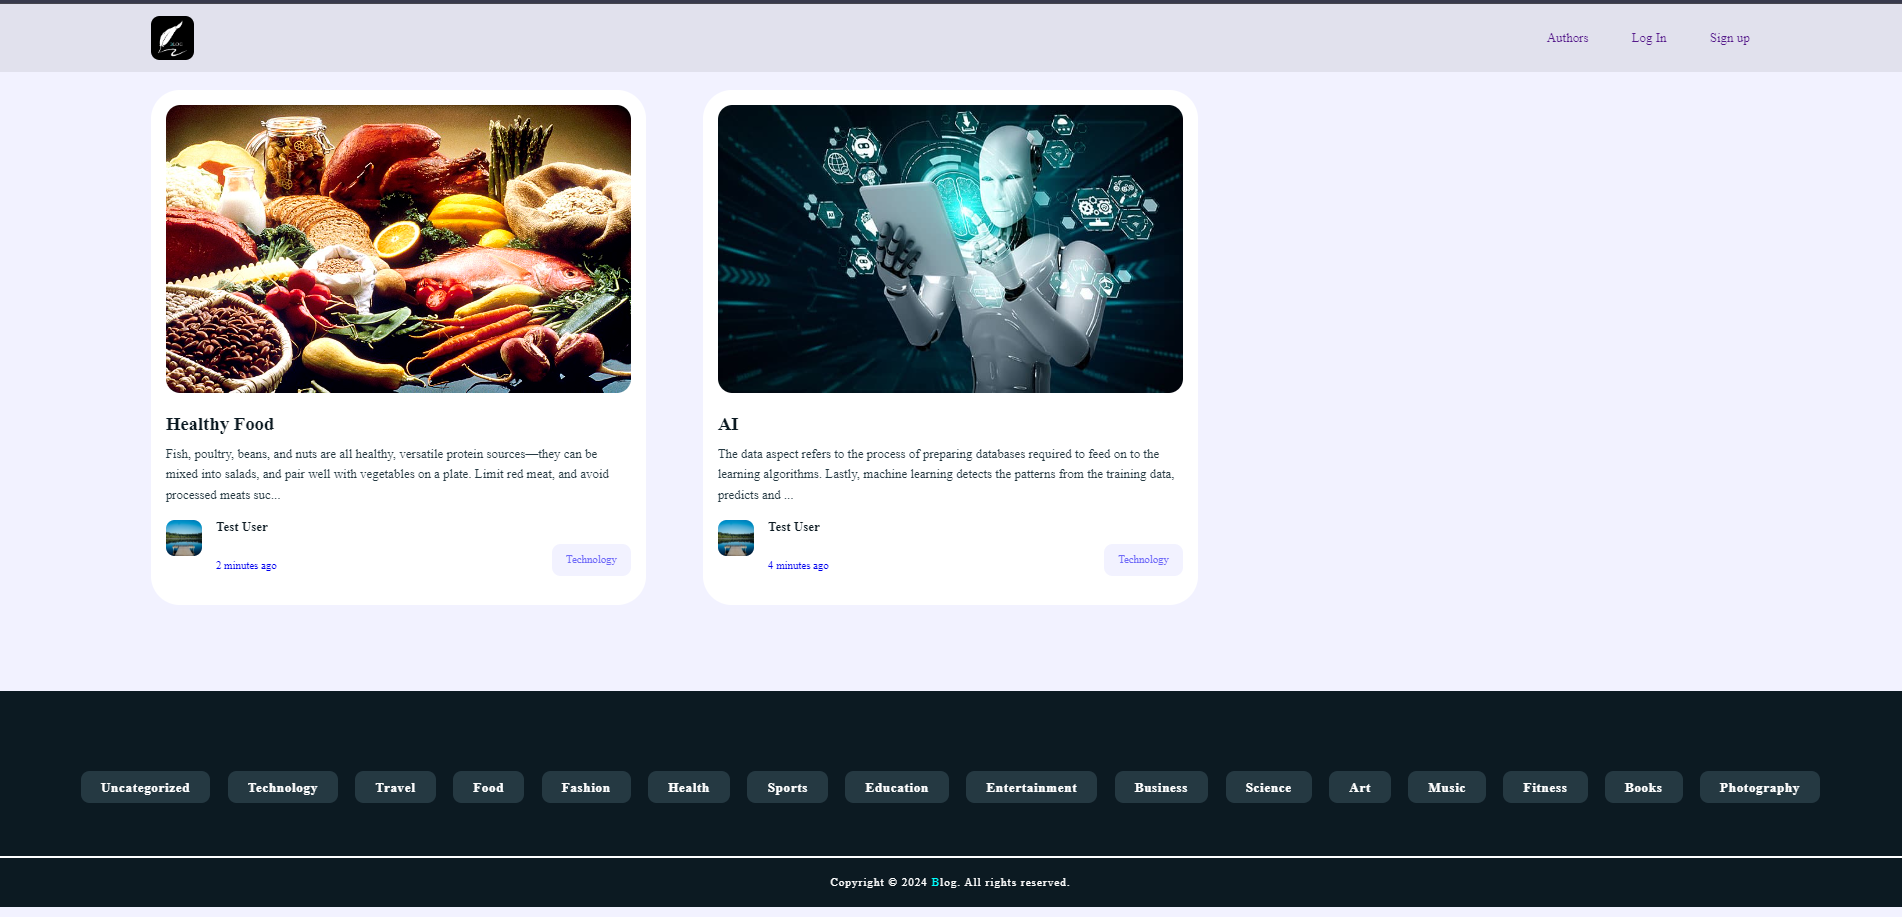 BLOG
Authors
Log In
Sign up
Healthy Food
Fish, poultry, beans, and nuts are all healthy, versatile protein sources—they can be
mixed into salads, and pair well with vegetables on a plate. Limit red meat, and avoid
processed meats suc...
Test User
2 minutes ago
Technology
AI
The data aspect refers to the process of preparing databases required to feed on to the
learning algorithms. Lastly, machine learning detects the patterns from the training data,
predicts and ...
Test User
4 minutes ago
Technology
Uncategorized
Technology
Travel
Food
Fashion
Health
Sports
Education
Entertainment
Business
Science
Art
Music
Fitness
Books
Photography
Copyright © 2024 Blog. All rights reserved.